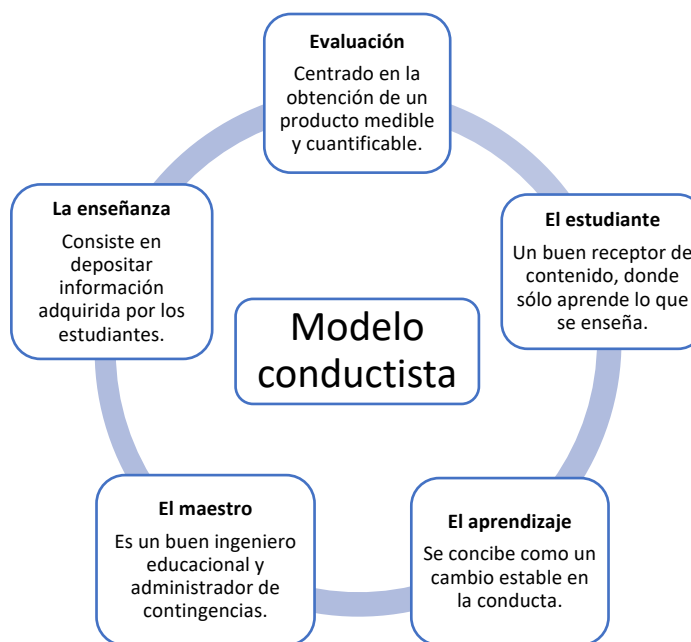 Evaluación
Centrado en la
obtención de un
producto medible
y cuantificable.
El estudiante
Un buen receptor de
contenido, donde
sólo aprende lo que
se enseña.
El aprendizaje
Se concibe como un
cambio estable en
la conducta.
El maestro
Es un buen ingeniero
educacional y
administrador de
contingencias.
La enseñanza
Consiste en
depositar
información
adquirida por los
estudiantes.
Modelo
conductista